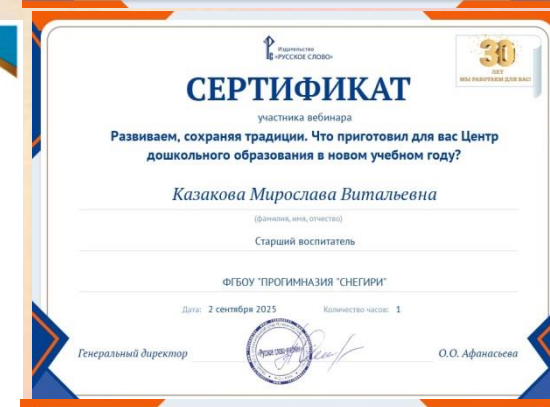 Издательство
«РУССКОЕ СЛОВО»
30
ЛЕТ
МЫ РАБОТАЕМ ДЛЯ ВАС!
СЕРТИФИКАТ
участника вебинара
Развиваем, сохраняя традиции. Что приготовил для вас Центр
дошкольного образования в новом учебном году?
Казакова Мирослава Витальевна
(фамилия, имя, отчество)
Старший воспитатель
ФГБОУ "ПРОГИМНАЗИЯ "СНЕГИРИ"
Дата: 2 сентября 2025 Количество часов: 1
Генеральный директор
О.О. Афанасьева